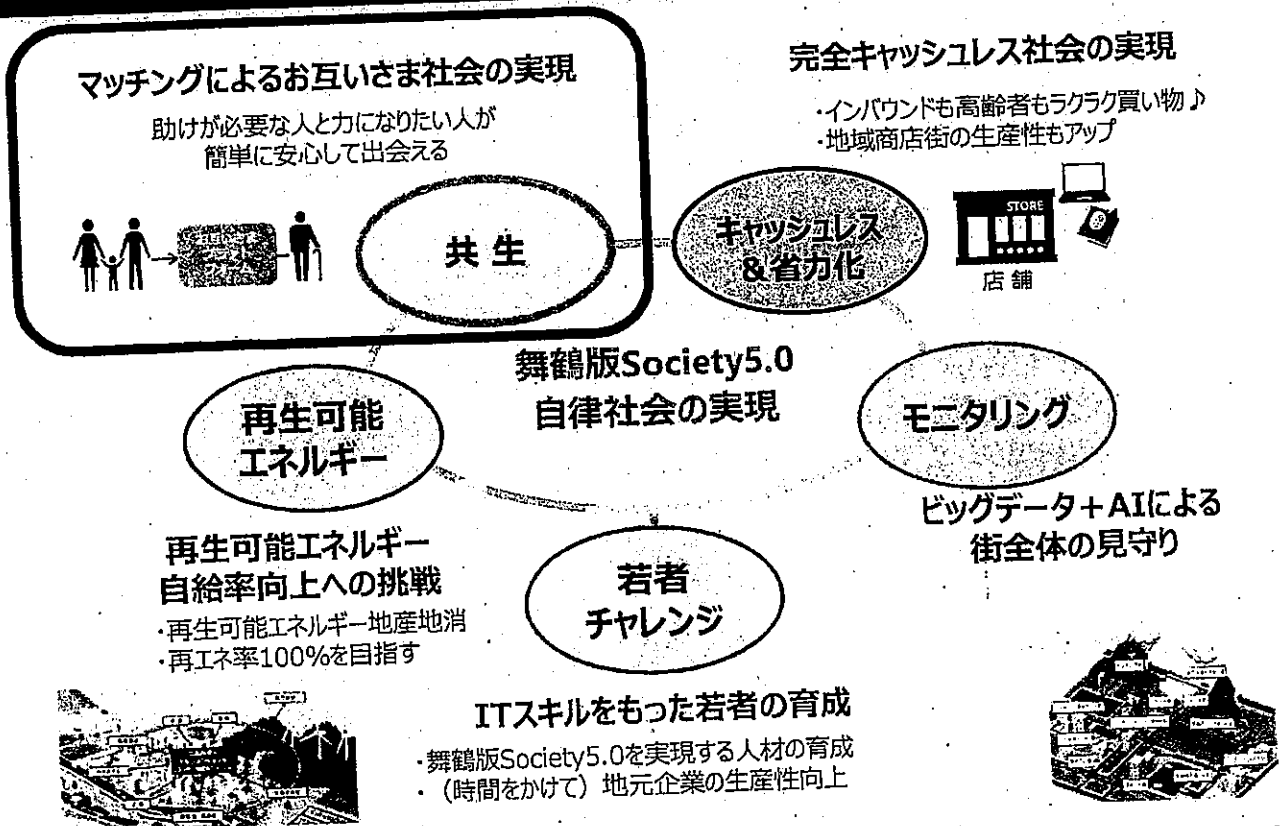 マッチングによるお互いさま社会の実現
助けが必要な人と力になりたい人が
簡単に安心して出会える
共生
完全キャッシュレス社会の実現
・インバウンドも高齢者もラクラク買い物♪
・地域商店街の生産性もアップ
キャッシュレス
&省力化
STORE
店舗
舞鶴版Society5.0
自律社会の実現
再生可能
エネルギー
モニタリング
再生可能エネルギー
自給率向上への挑戦
・再生可能エネルギー地産地消
・再エネ率100%を目指す
ビッグデータ+AIによる
街全体の見守り
若者
チャレンジ
ITスキルをもった若者の育成
・舞鶴版Society5.0を実現する人材の育成
・(時間をかけて)地元企業の生産性向上